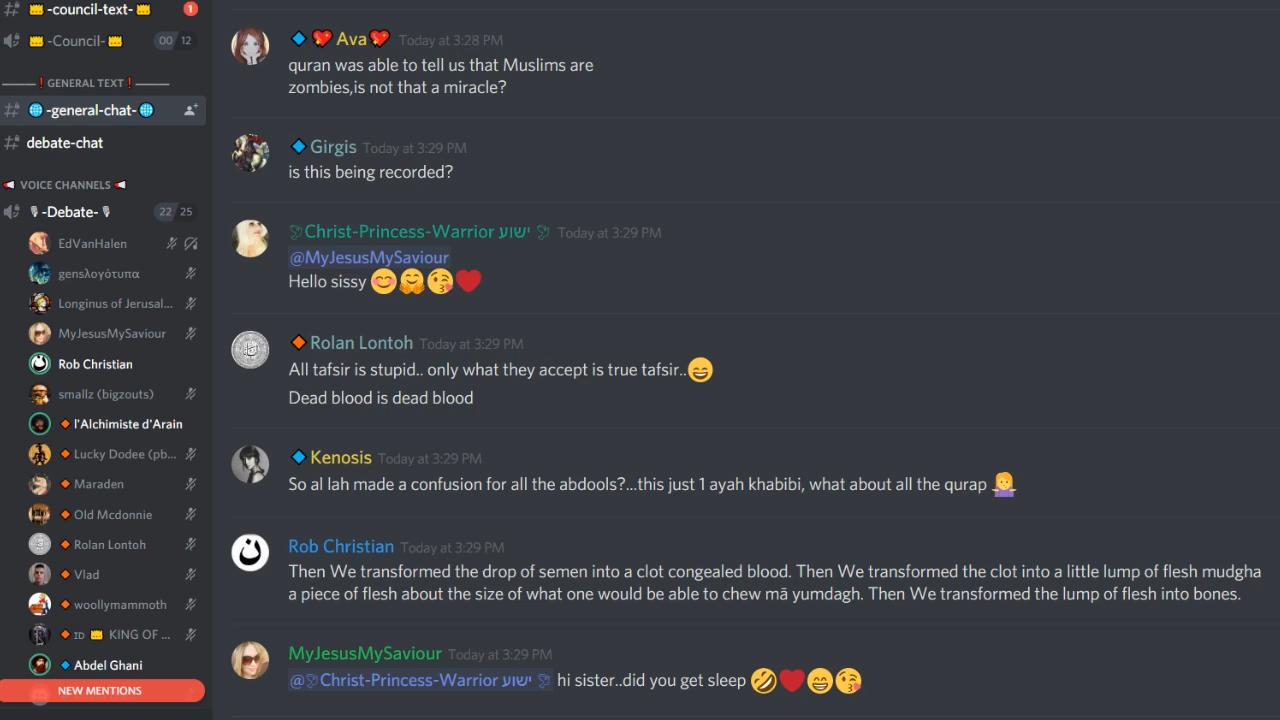 -council-text- 1
-Council- 00 12
GENERAL TEXT
-general-chat-
debate-chat
VOICE CHANNELS
-Debate- 22 25
EdVanHalen
gensλογότυπα
Longinus of Jerusal...
MyJesusMySaviour
Rob Christian
smallz (bigzouts)
l'Alchimiste d'Arain
Lucky Dodee (pb...
Maraden
Old Mcdonnie
Rolan Lontoh
Vlad
woollymammoth
ID 👑 KING OF ...
Abdel Ghani
NEW MENTIONS
🔷 💖 Ava 💖 Today at 3:28 PM
quran was able to tell us that Muslims are
zombies,is not that a miracle?
🔷 Girgis Today at 3:29 PM
is this being recorded?
🕊Christ-Princess-Warrior ישוע 🕊 Today at 3:29 PM
@MyJesusMySaviour
Hello sissy 😊🤗😘❤️
🔶 Rolan Lontoh Today at 3:29 PM
All tafsir is stupid.. only what they accept is true tafsir..😄
Dead blood is dead blood
🔷 Kenosis Today at 3:29 PM
So al lah made a confusion for all the abdools?...this just 1 ayah khabibi, what about all the qurap 🤷‍♀️
Rob Christian Today at 3:29 PM
Then We transformed the drop of semen into a clot congealed blood. Then We transformed the clot into a little lump of flesh mudgha
a piece of flesh about the size of what one would be able to chew mā yumdagh. Then We transformed the lump of flesh into bones.
MyJesusMySaviour Today at 3:29 PM
@🕊Christ-Princess-Warrior ישוע 🕊 hi sister..did you get sleep 🤣❤️😄😘